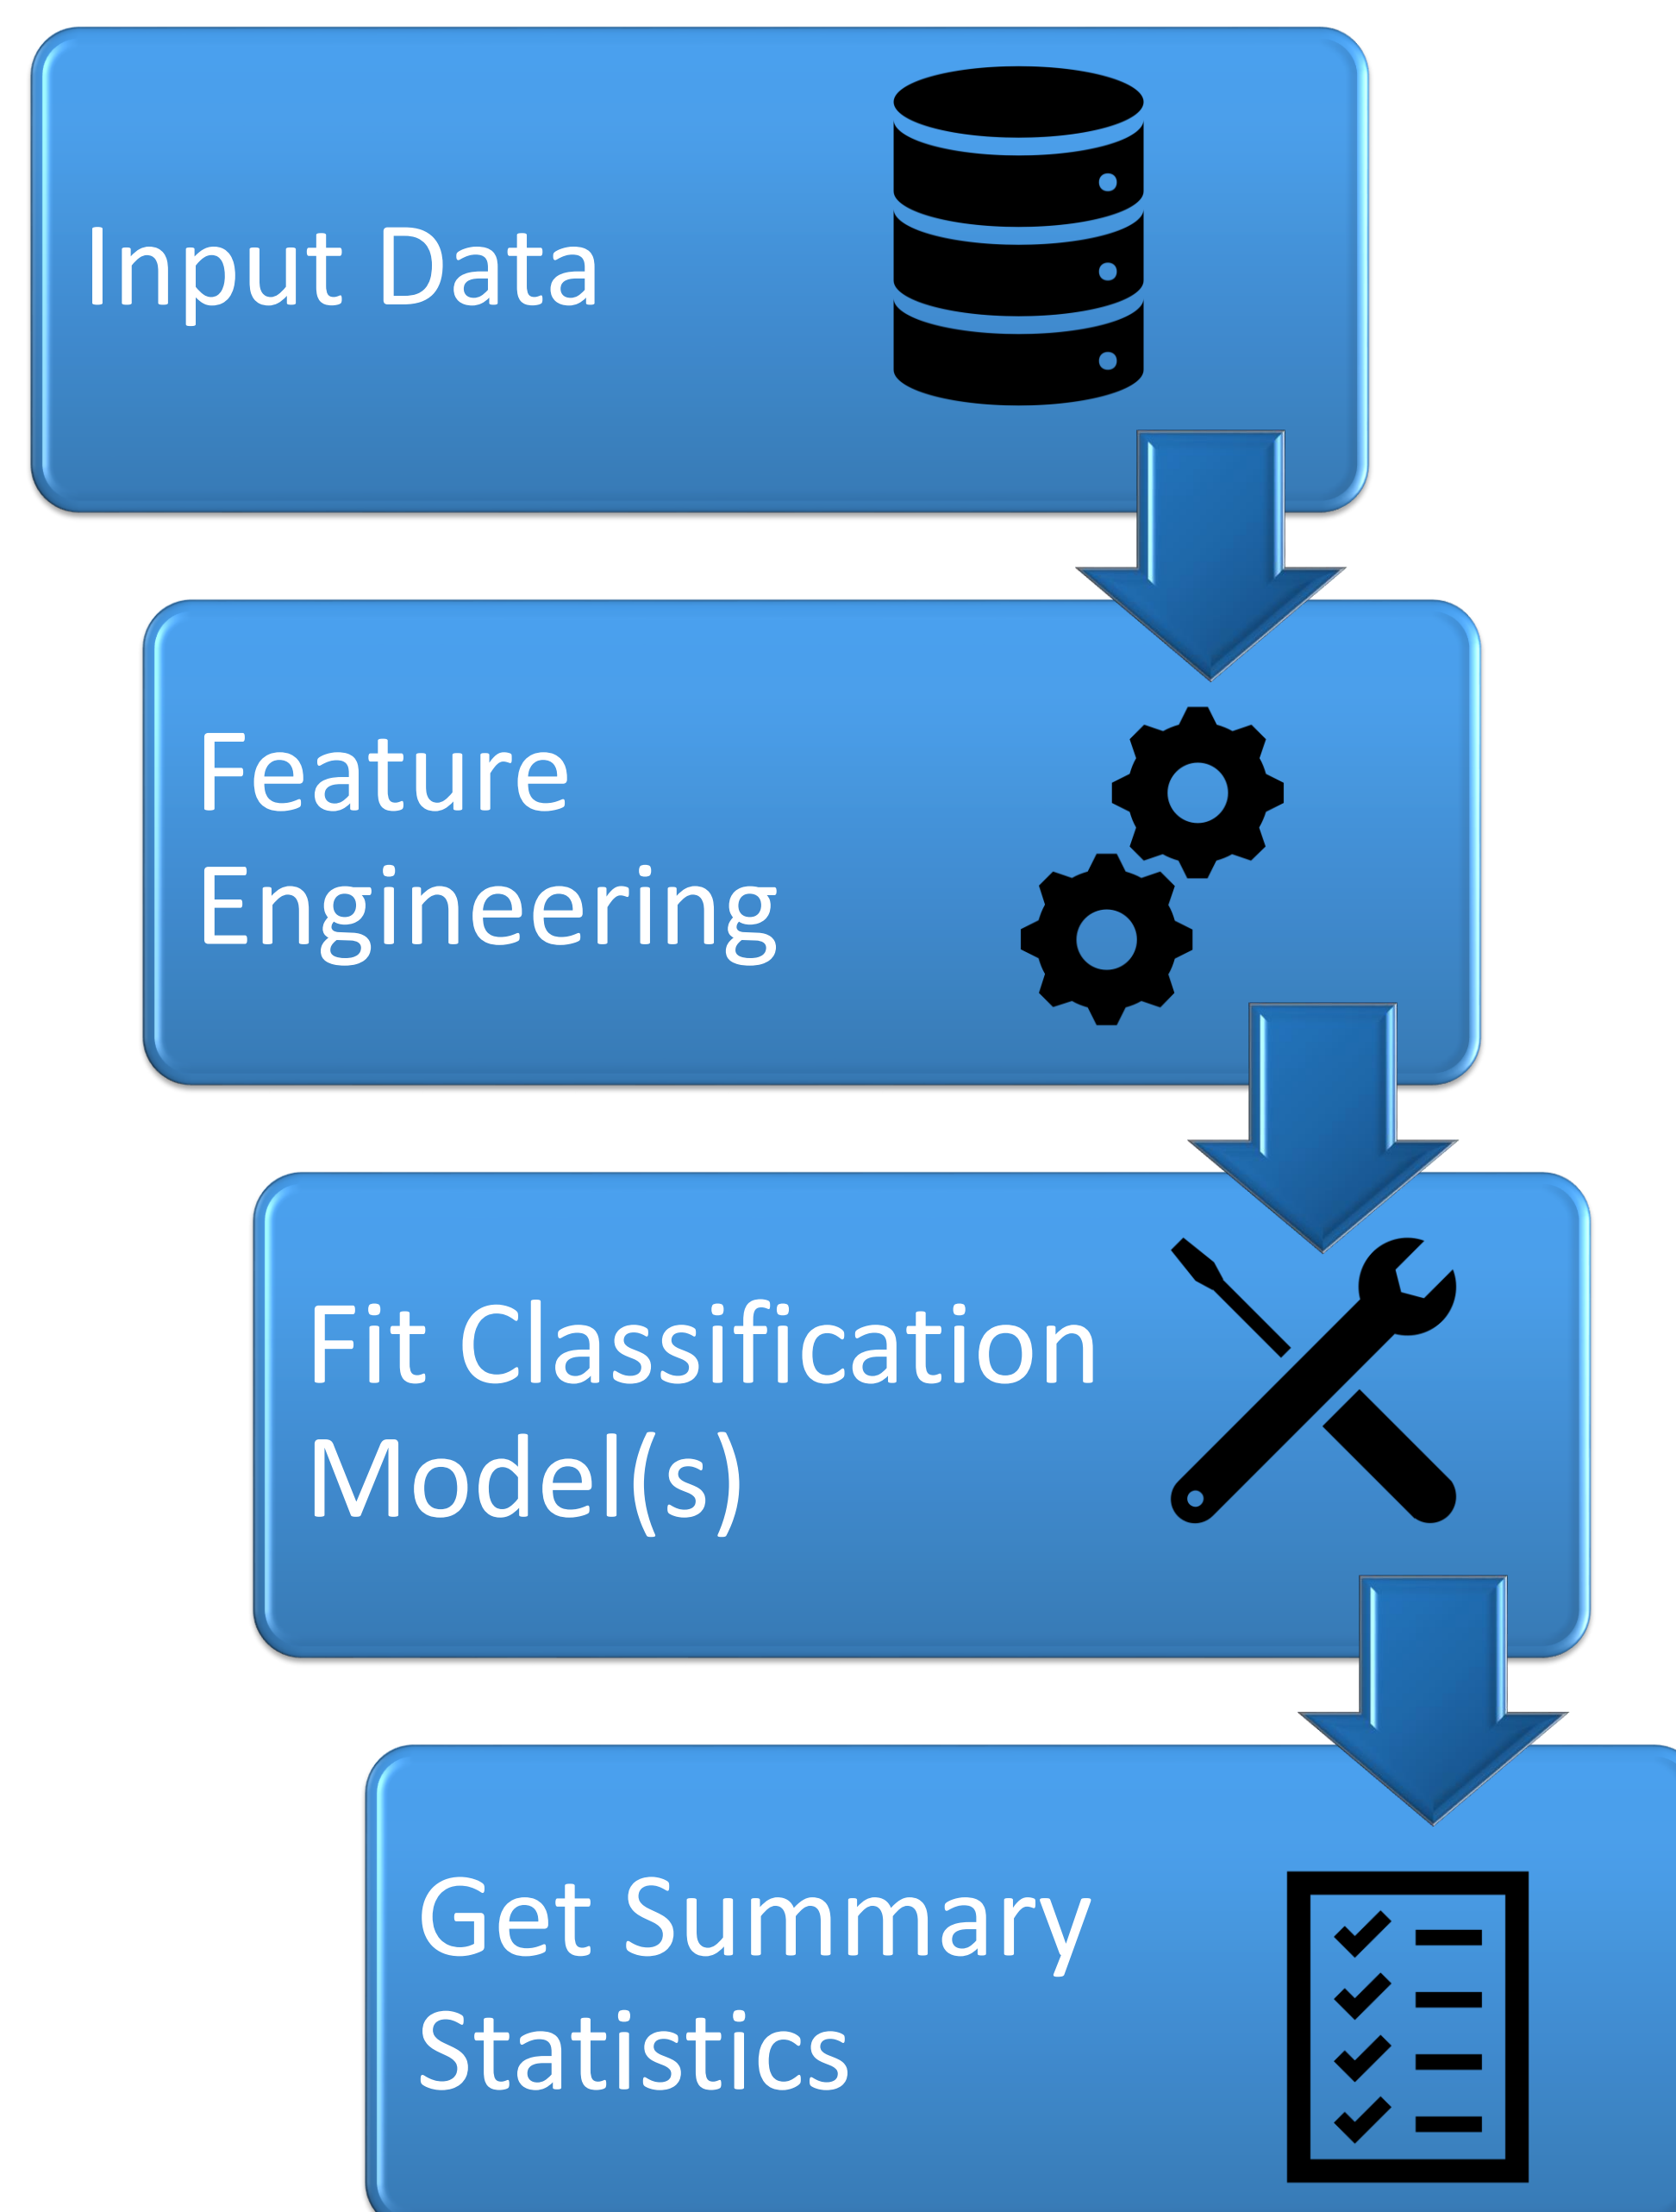 Input Data
Feature
Engineering
Fit Classification
Model(s)
Get Summary
Statistics